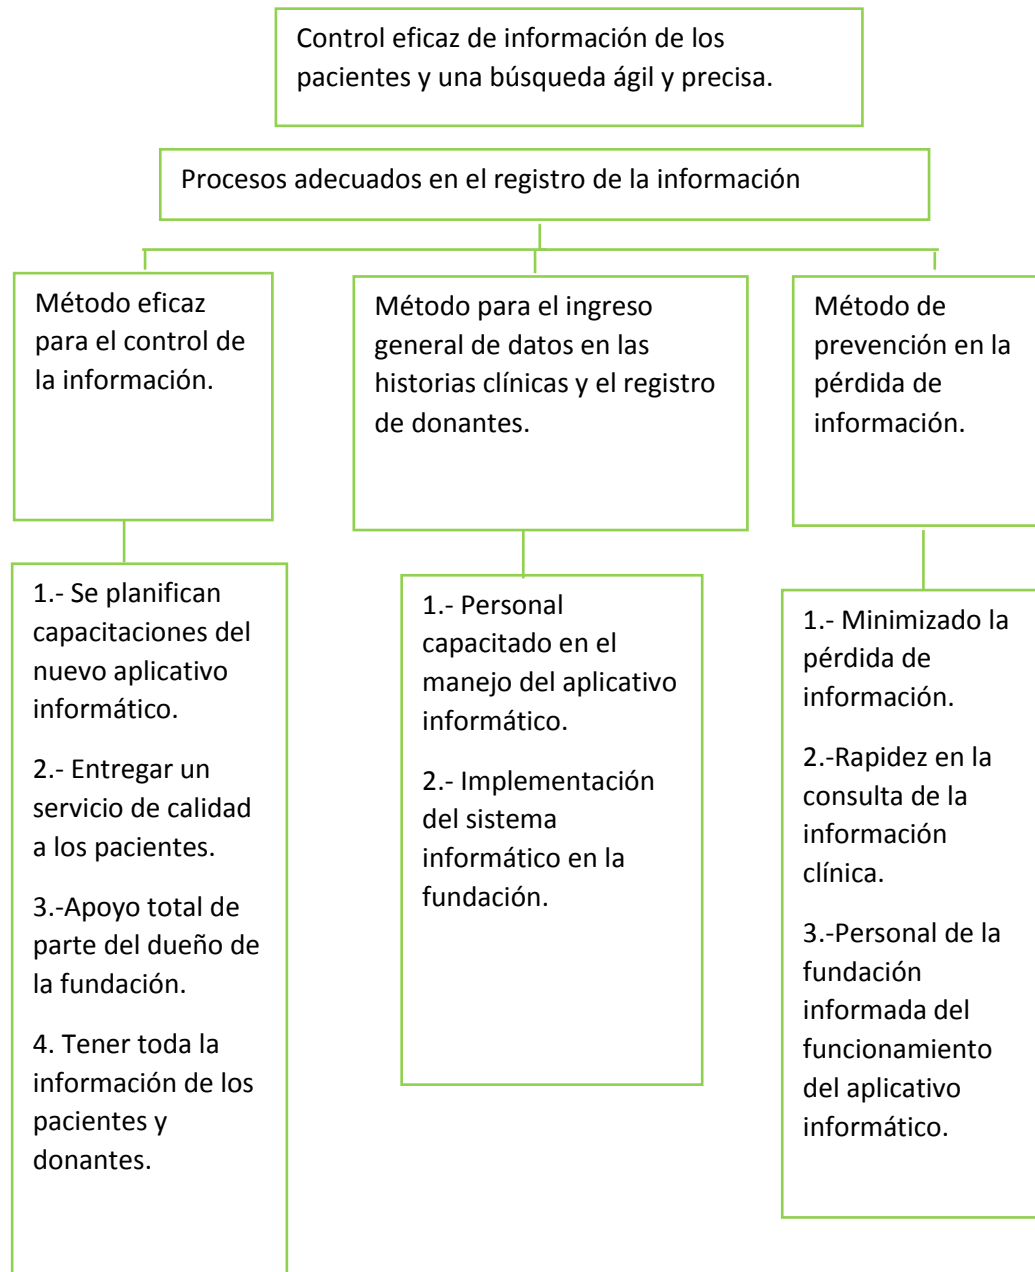 Control eficaz de información de los
pacientes y una búsqueda ágil y precisa.
Procesos adecuados en el registro de la información
Método eficaz
para el control de
la información.
Método para el ingreso
general de datos en las
historias clínicas y el registro
de donantes.
Método de
prevención en la
pérdida de
información.
1.- Se planifican
capacitaciones del
nuevo aplicativo
informático.
2.- Entregar un
servicio de calidad
a los pacientes.
3.-Apoyo total de
parte del dueño de
la fundación.
4. Tener toda la
información de los
pacientes y
donantes.
1.- Personal
capacitado en el
manejo del aplicativo
informático.
2.- Implementación
del sistema
informático en la
fundación.
1.- Minimizado la
pérdida de
información.
2.-Rapidez en la
consulta de la
información
clínica.
3.-Personal de la
fundación
informada del
funcionamiento
del aplicativo
informático.